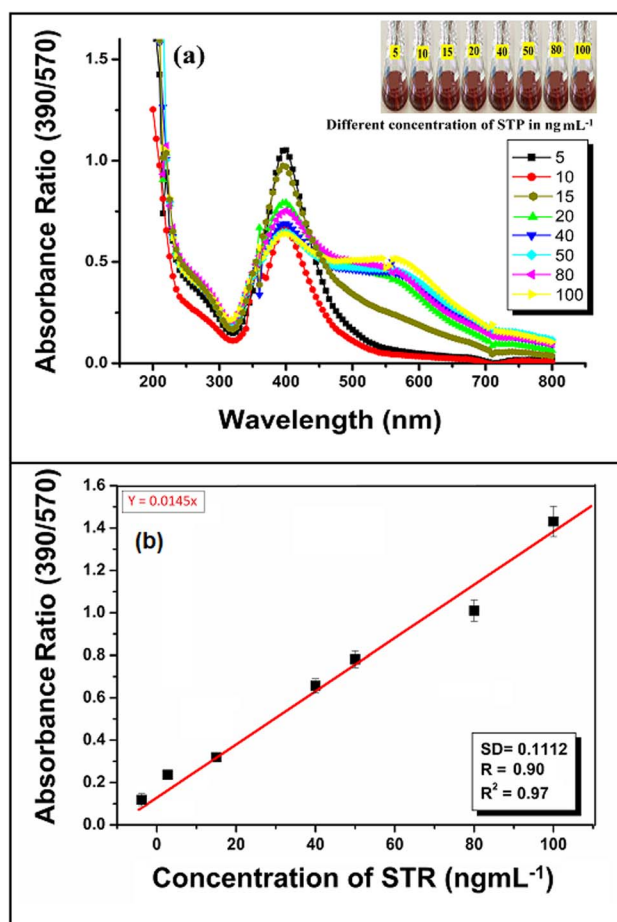 (a)
5 10 15 20 40 50 80 100
Different concentration of STP in ngmL⁻¹
5
10
15
20
40
50
80
100
Absorbance Ratio (390/570)
1.5
1.0
0.5
0.0
200 300 400 500 600 700 800
Wavelength (nm)
Y = 0.0145x
(b)
Absorbance Ratio (390/570)
1.6
1.4
1.2
1.0
0.8
0.6
0.4
0.2
0.0
SD= 0.1112
R = 0.90
R² = 0.97
0 20 40 60 80 100
Concentration of STR (ngmL⁻¹)